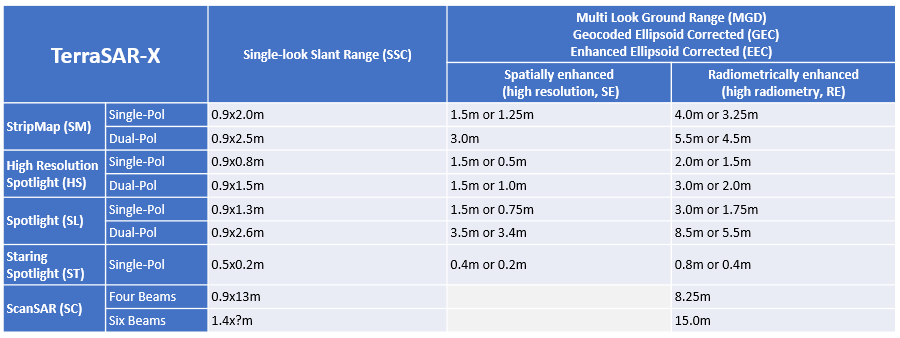 TerraSAR-X
Single-look Slant Range (SSC)
Multi Look Ground Range (MGD)
Geocoded Ellipsoid Corrected (GEC)
Enhanced Ellipsoid Corrected (EEC)
Spatially enhanced
(high resolution, SE)
Radiometrically enhanced
(high radiometry, RE)
StripMap (SM)
Single-Pol 0.9x2.0m 1.5m or 1.25m 4.0m or 3.25m
Dual-Pol 0.9x2.5m 3.0m 5.5m or 4.5m
High Resolution
Spotlight (HS)
Single-Pol 0.9x0.8m 1.5m or 0.5m 2.0m or 1.5m
Dual-Pol 0.9x1.5m 1.5m or 1.0m 3.0m or 2.0m
Spotlight (SL)
Single-Pol 0.9x1.3m 1.5m or 0.75m 3.0m or 1.75m
Dual-Pol 0.9x2.6m 3.5m or 3.4m 8.5m or 5.5m
Staring
Spotlight (ST)
Single-Pol 0.5x0.2m 0.4m or 0.2m 0.8m or 0.4m
ScanSAR (SC)
Four Beams 0.9x13m 8.25m
Six Beams 1.4x?m 15.0m